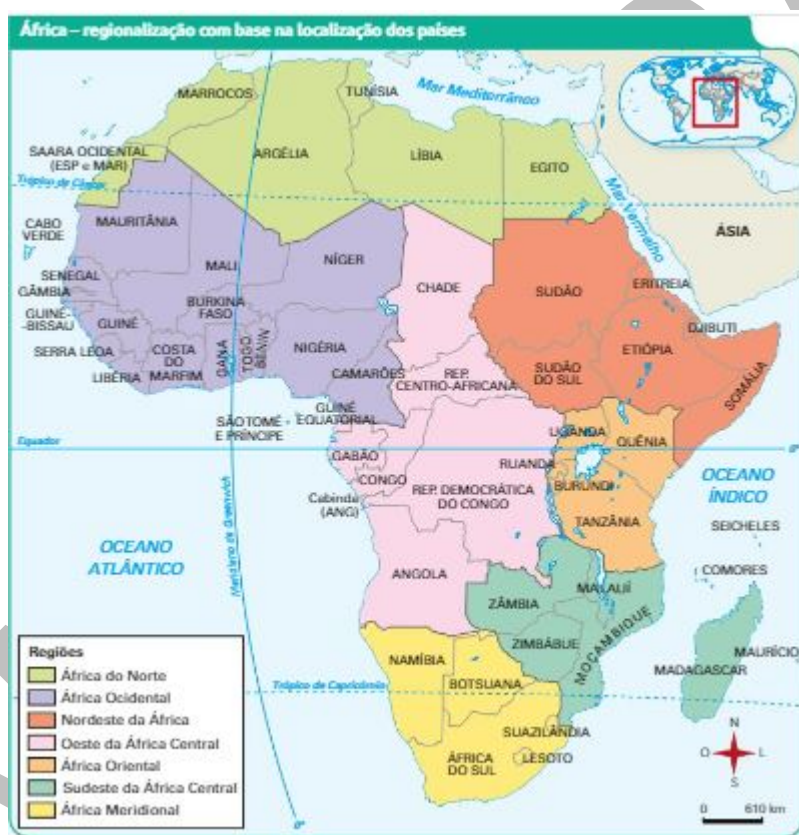 África – regionalização com base na localização dos países
MARROCOS
TUNÍSIA
Mar Mediterrâneo
SAARA OCIDENTAL
(ESP e MAR)
ARGÉLIA
LÍBIA
EGITO
Trópico de Câncer
Mar Vermelho
ÁSIA
CABO
VERDE
MAURITÂNIA
MALI
NÍGER
CHADE
SUDÃO
ERITREIA
SENEGAL
GÂMBIA
GUINÉ-
-BISSAU
GUINÉ
BURKINA
FASO
DJIBUTI
SERRA LEOA
LIBÉRIA
COSTA
DO
MARFIM
GANA
TOGO
BENIN
NIGÉRIA
CAMARÕES
REP.
CENTRO-AFRICANA
SUDÃO
DO SUL
ETIÓPIA
SOMÁLIA
GUINÉ
EQUATORIAL
SÃO TOMÉ
E PRÍNCIPE
Equador
0°
UGANDA
QUÊNIA
GABÃO
CONGO
RUANDA
BURUNDI
REP. DEMOCRÁTICA
DO CONGO
Cabinda
(ANG)
TANZÂNIA
OCEANO
ÍNDICO
SEICHELES
Meridiano de Greenwich
OCEANO
ATLÂNTICO
ANGOLA
COMORES
ZÂMBIA
MALAUÍ
MOÇAMBIQUE
ZIMBÁBUE
MAURÍCIO
MADAGASCAR
NAMÍBIA
BOTSUANA
Trópico de Capricórnio
SUAZILÂNDIA
LESOTO
ÁFRICA
DO SUL
Regiões
África do Norte
África Ocidental
Nordeste da África
Oeste da África Central
África Oriental
Sudeste da África Central
África Meridional
0°
N
O
L
S
0 610 km